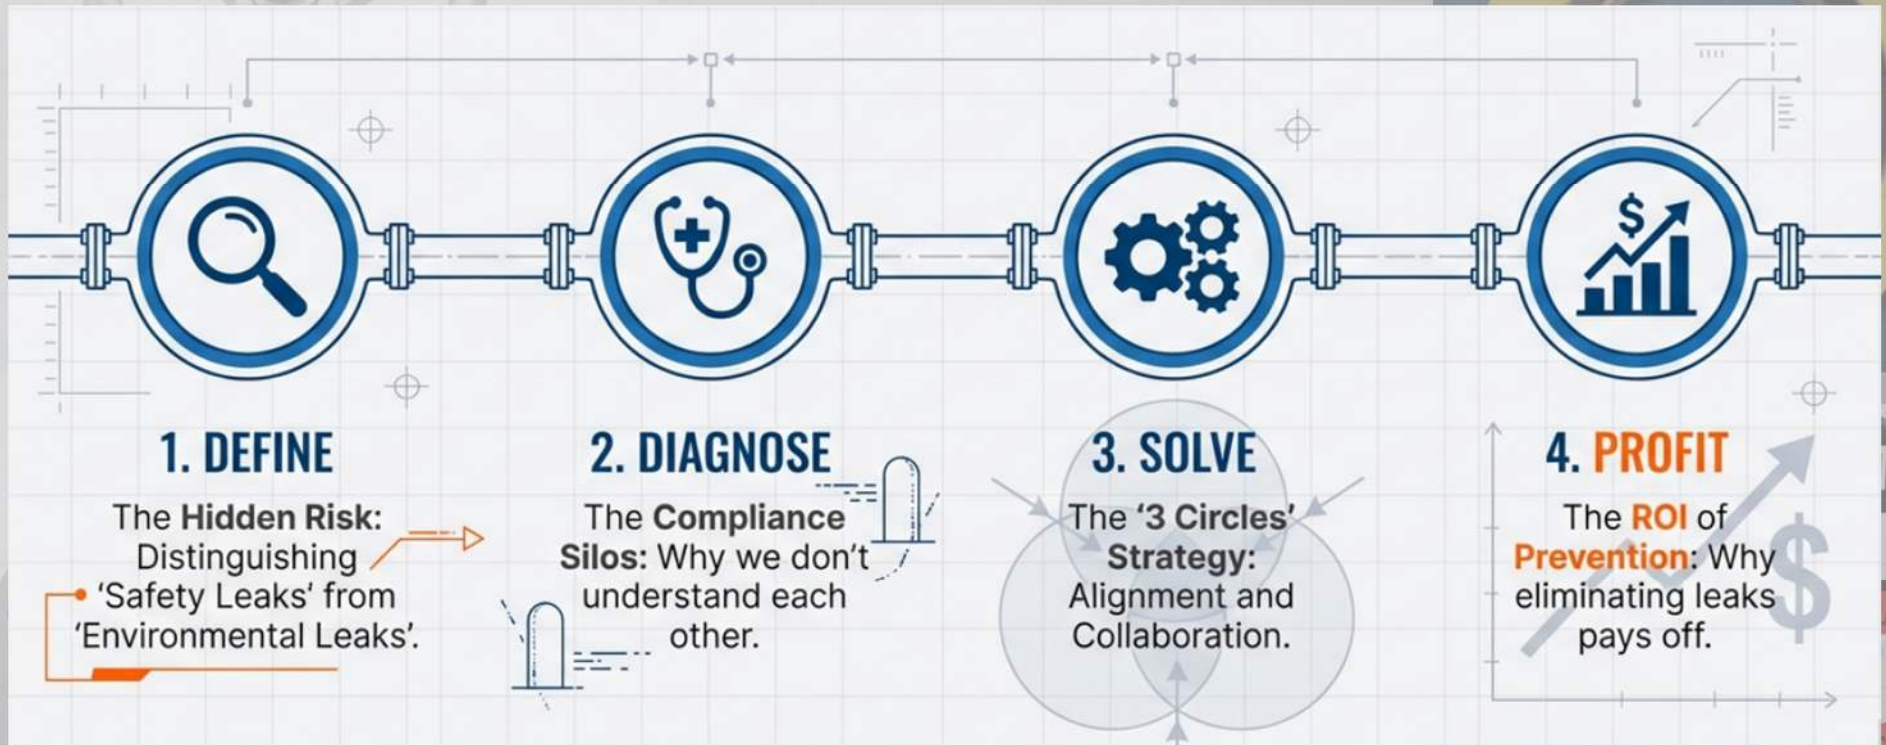 1. DEFINE
The Hidden Risk:
Distinguishing
‘Safety Leaks’ from
‘Environmental Leaks’.
2. DIAGNOSE
The Compliance
Silos: Why we don’t
understand each
other.
3. SOLVE
The ‘3 Circles’
Strategy:
Alignment and
Collaboration.
4. PROFIT
The ROI of
Prevention: Why
eliminating leaks
pays off.
$
$